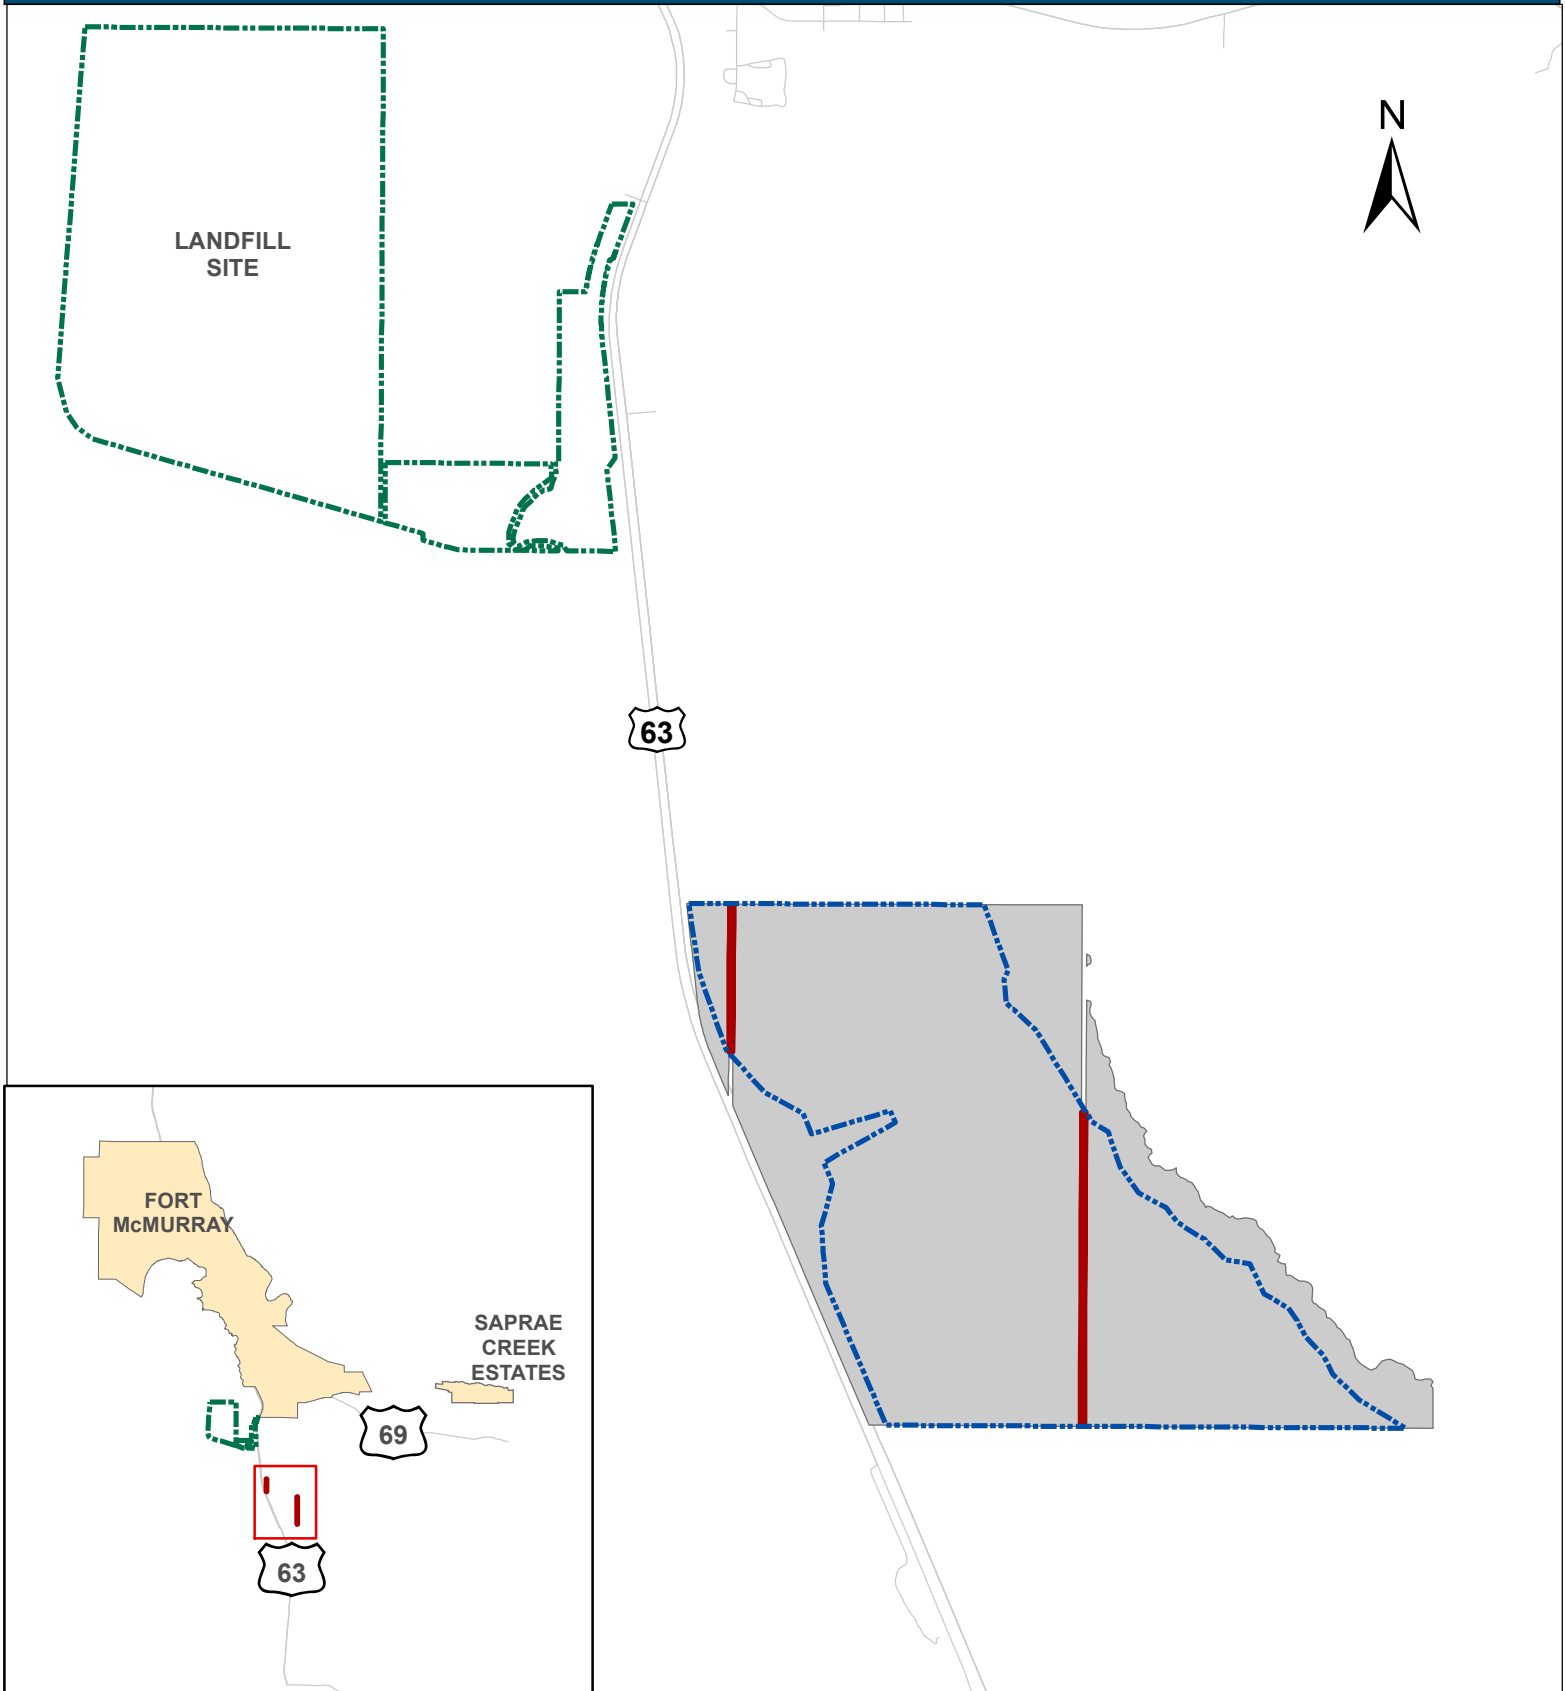 N
LANDFILL
SITE
63
FORT
McMURRAY
SAPRAE
CREEK
ESTATES
69
63